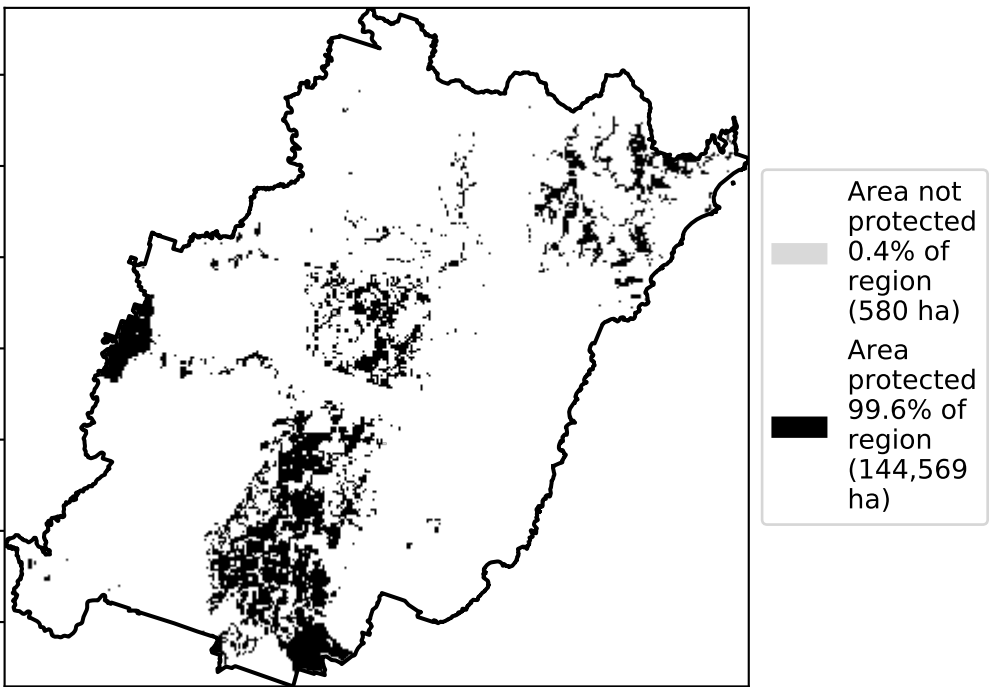 Area not
protected
0.4% of
region
(580 ha)
Area
protected
99.6% of
region
(144,569
ha)